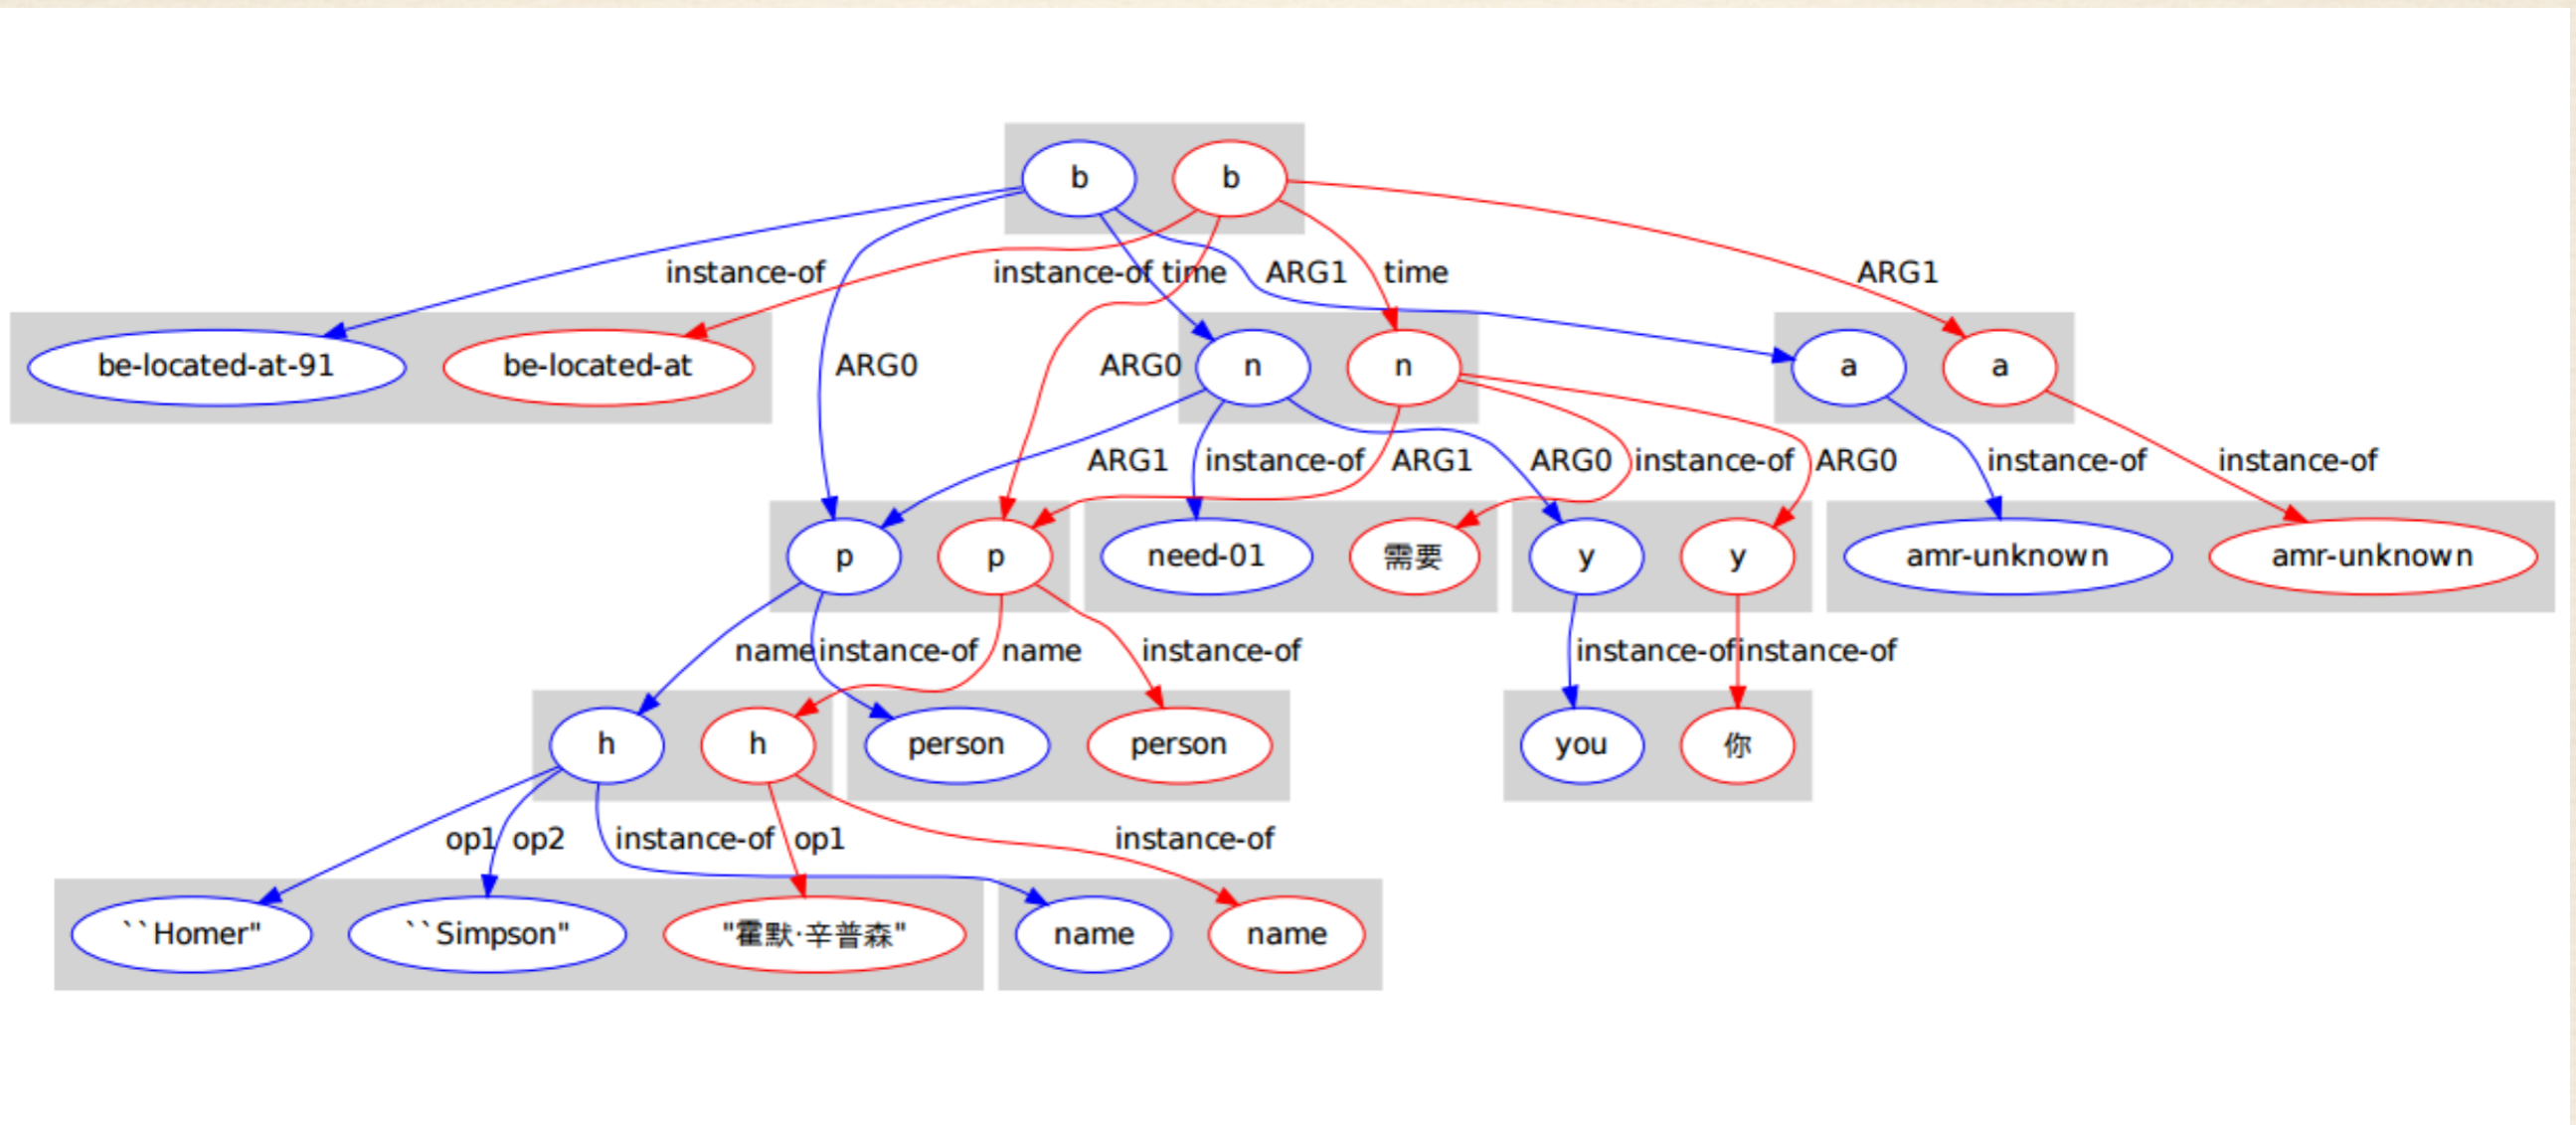 b b
instance-of instance-of time ARG1 time ARG1
be-located-at-91 be-located-at ARG0 ARG0 n n a a
ARG1 instance-of ARG1 ARG0 instance-of ARG0 instance-of instance-of
p p need-01 需要 y y amr-unknown amr-unknown
name instance-of name instance-of instance-of instance-of
h h person person you 你
op1 op2 instance-of op1 instance-of
``Homer" ``Simpson" "霍默·辛普森" name name